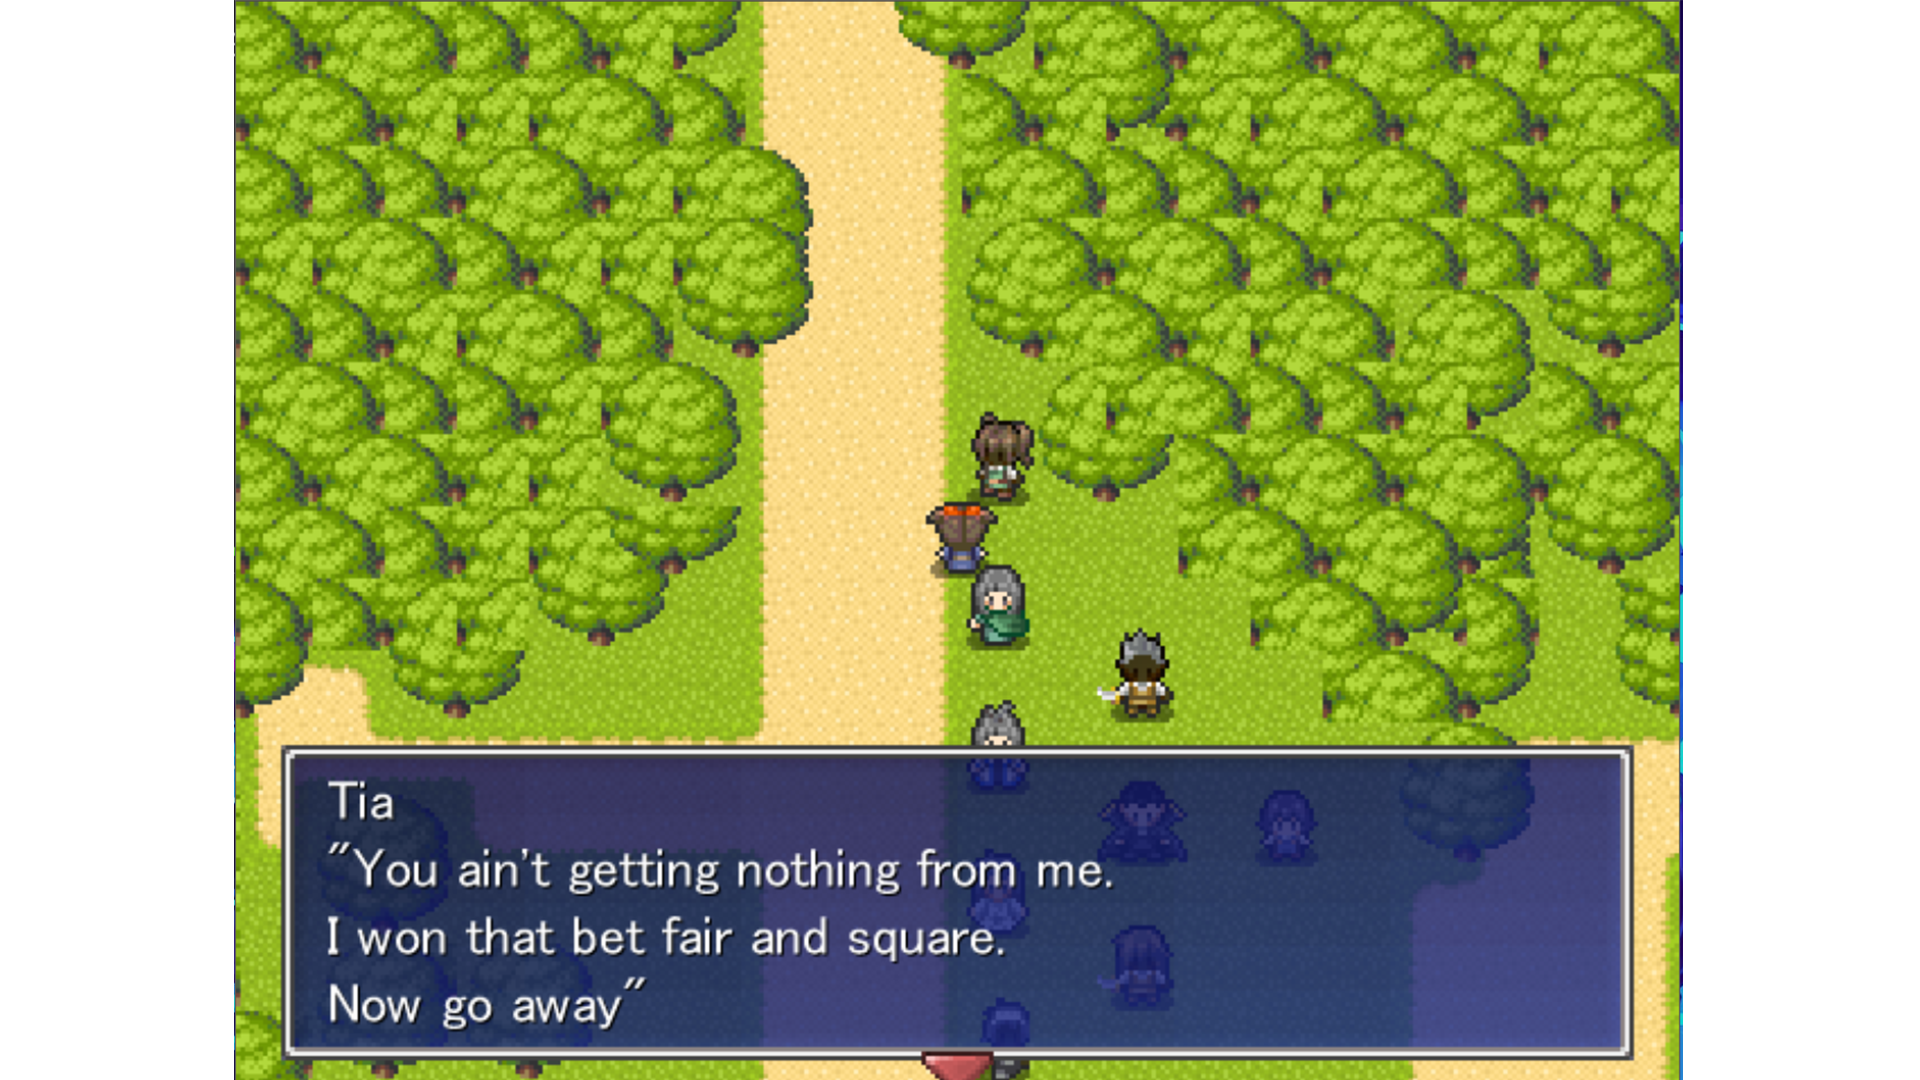 Tia
"You ain't getting nothing from me.
I won that bet fair and square.
Now go away"